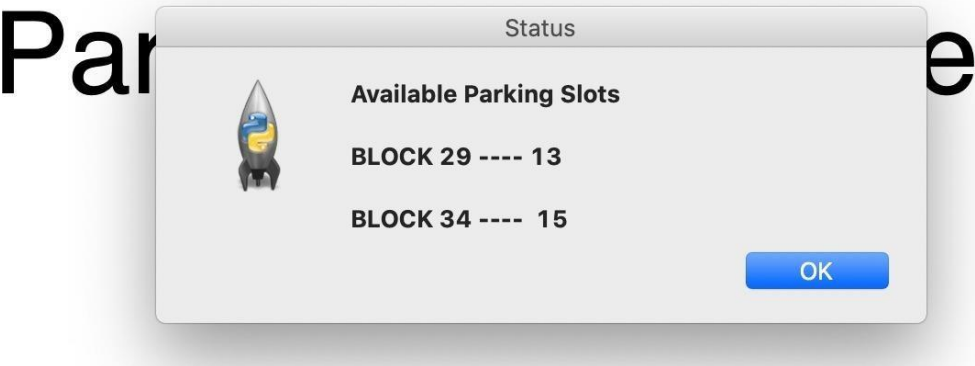 Status
Available Parking Slots
BLOCK 29 ---- 13
BLOCK 34 ---- 15
OK